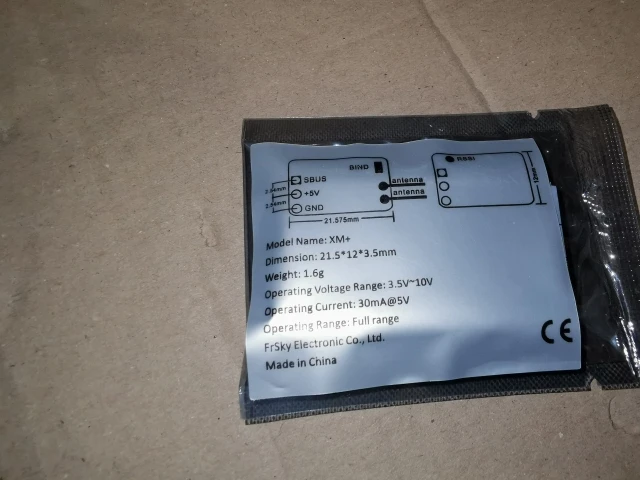 BIND
RSSI
SBUS
antenna
2.54mm
+5V
antenna
12mm
2.54mm
GND
21.575mm
Model Name: XM+
Dimension: 21.5*12*3.5mm
Weight: 1.6g
Operating Voltage Range: 3.5V~10V
Operating Current: 30mA@5V
Operating Range: Full range
FrSky Electronic Co., Ltd.
Made in China
CE